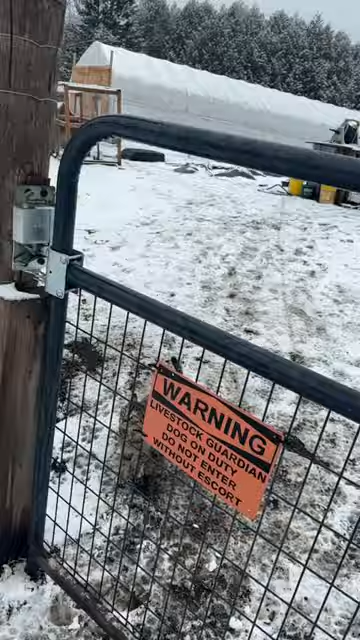 WARNING
LIVESTOCK GUARDIAN
DOG ON DUTY
DO NOT ENTER
WITHOUT ESCORT